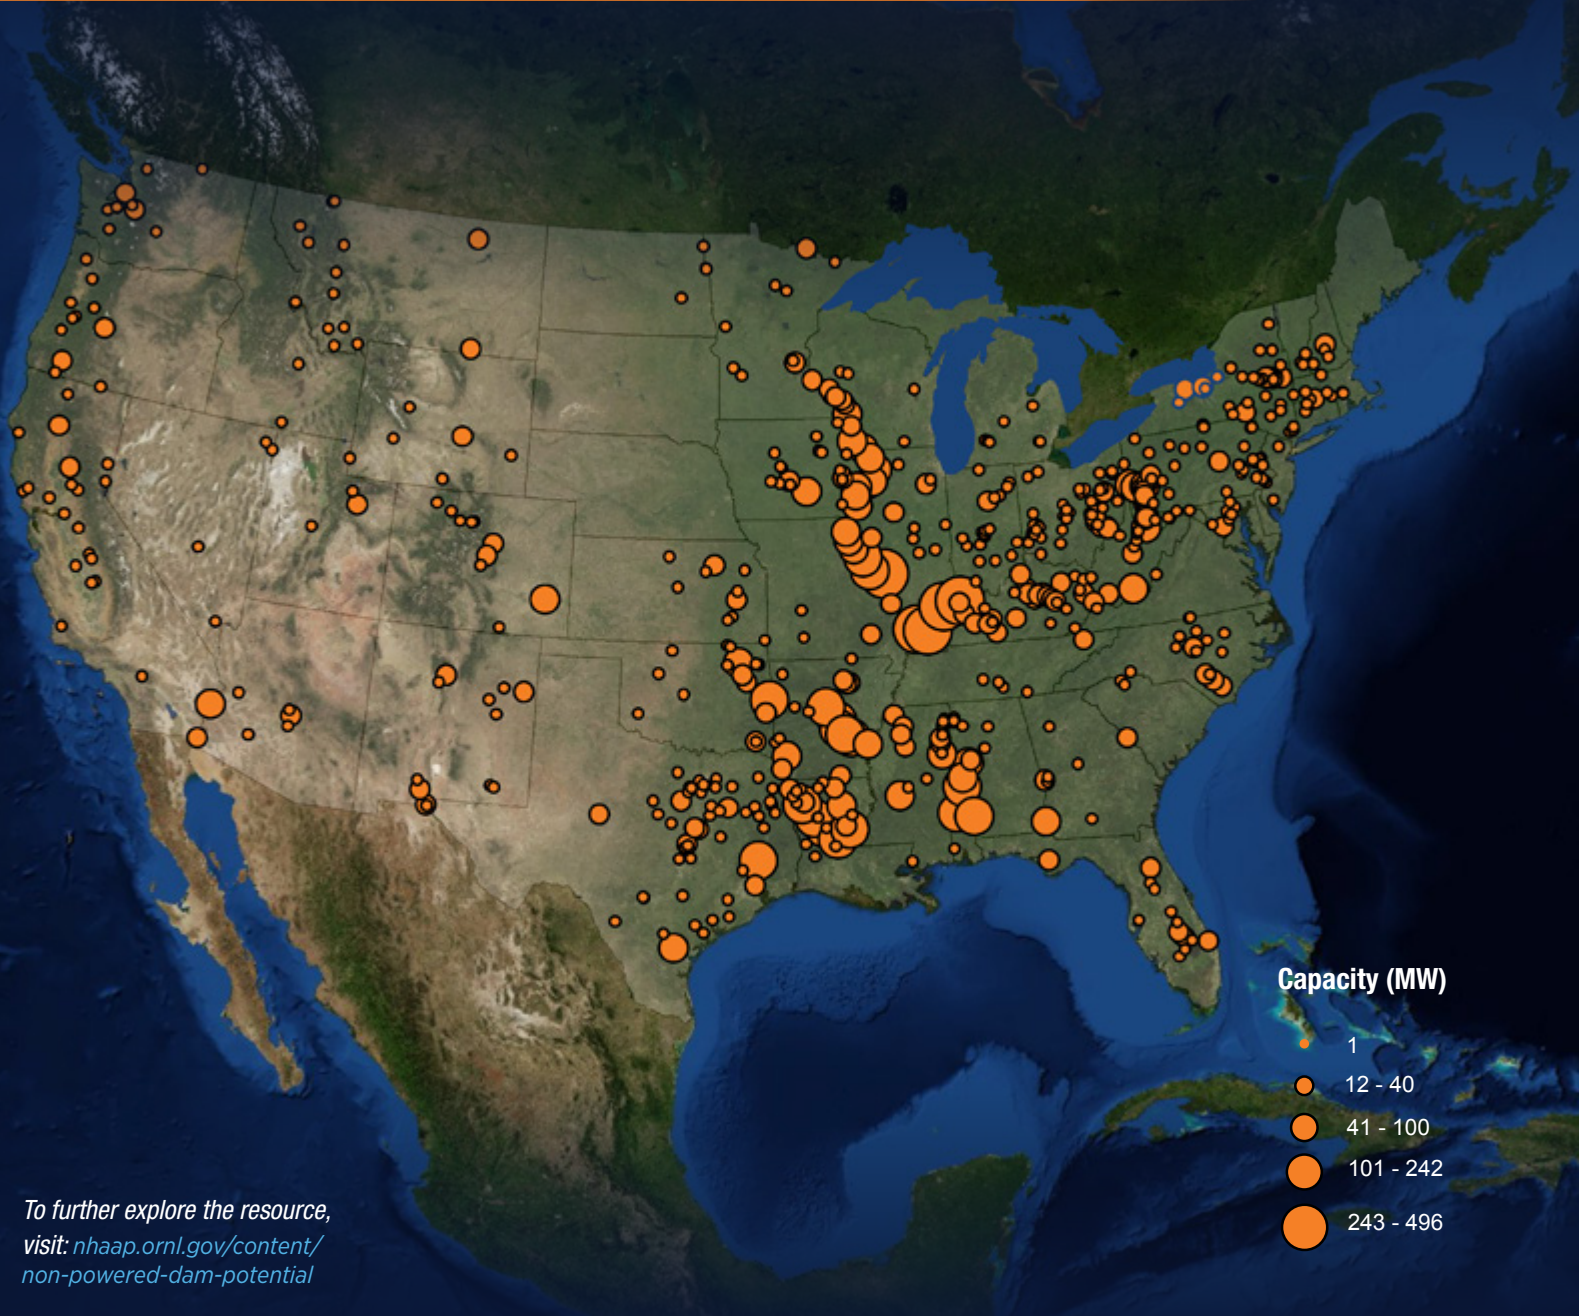 Capacity (MW)
1
12 - 40
41 - 100
101 - 242
243 - 496
To further explore the resource,
visit: nhaap.ornl.gov/content/
non-powered-dam-potential